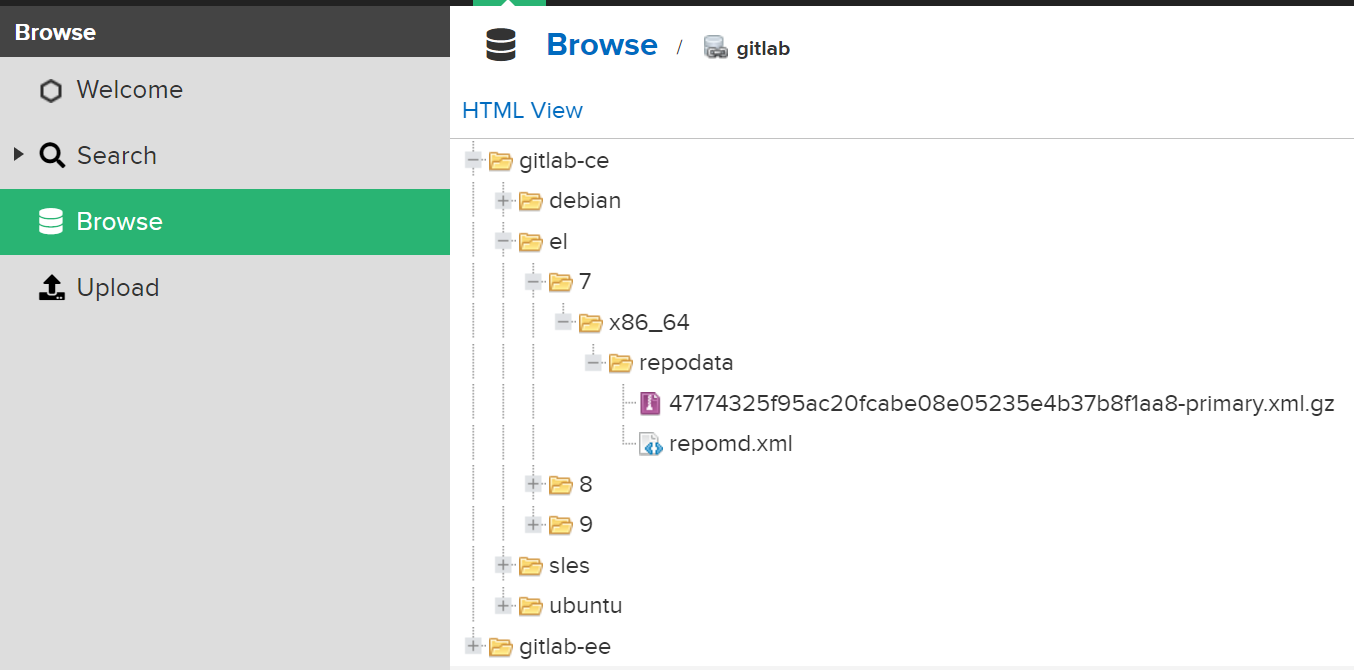 Browse
Welcome
Search
Browse
Upload
Browse / gitlab
HTML View
gitlab-ce
debian
el
7
x86_64
repodata
47174325f95ac20fcabe08e05235e4b37b8f1aa8-primary.xml.gz
repomd.xml
8
9
sles
ubuntu
gitlab-ee